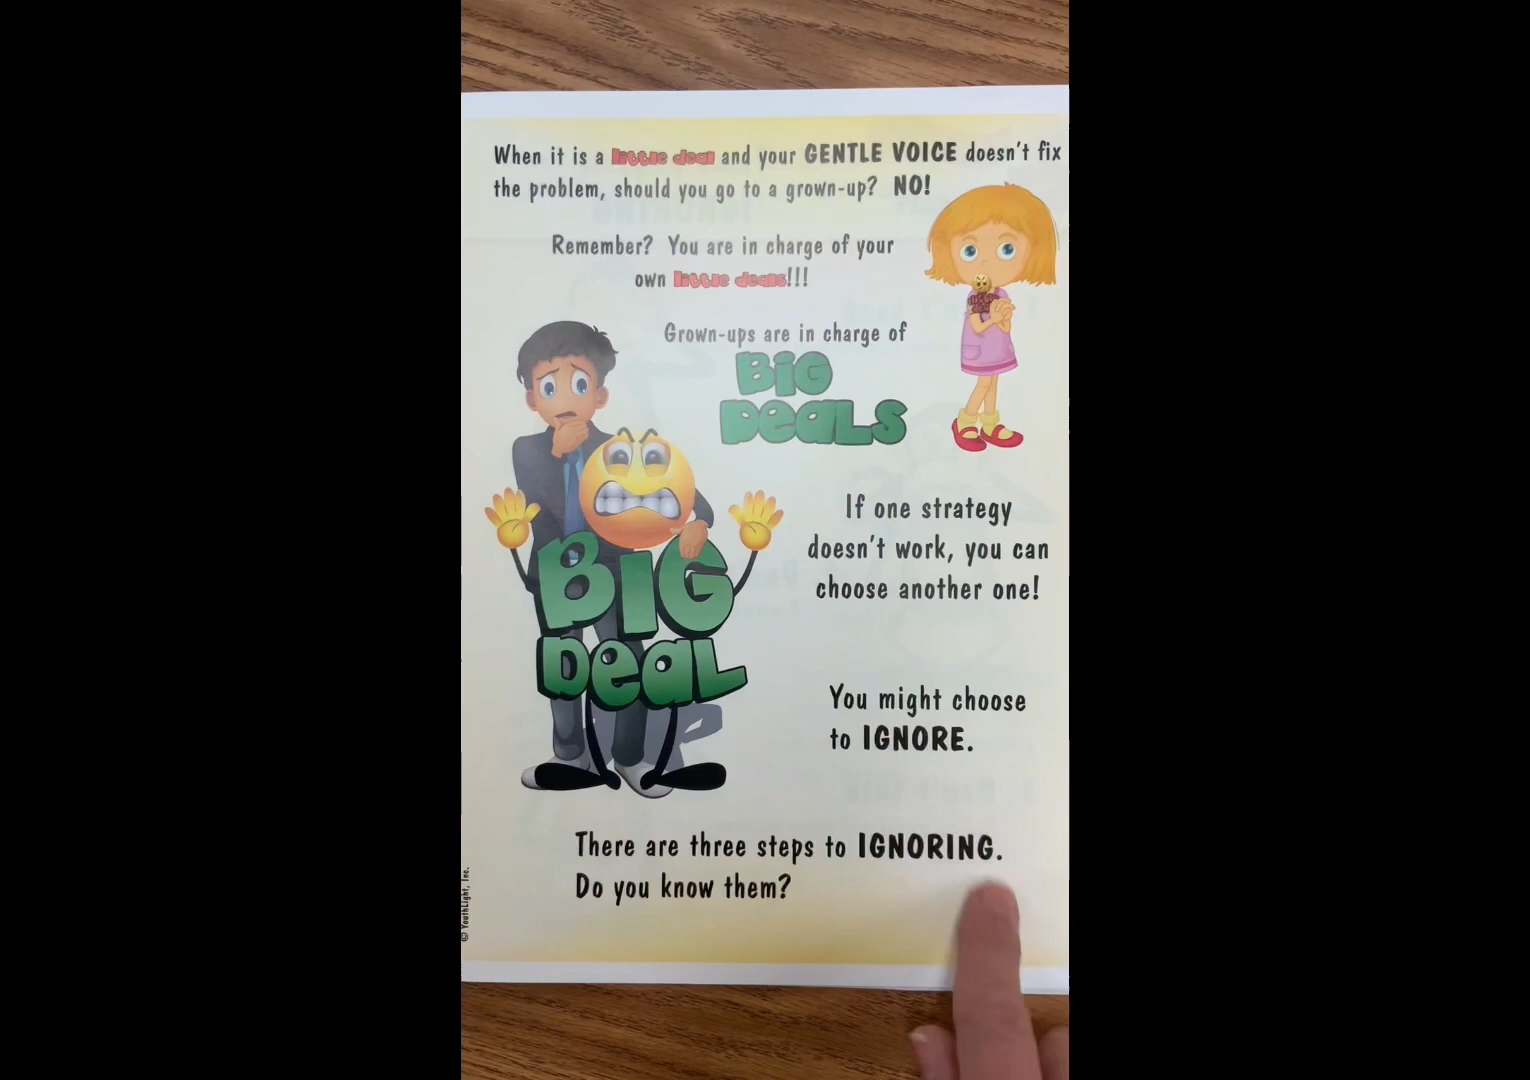 When it is a little deal and your GENTLE VOICE doesn't fix
the problem, should you go to a grown-up? NO!
Remember? You are in charge of your
own little deals!!!
Grown-ups are in charge of
BiG
DeaLS
BiG
DeaL
If one strategy
doesn't work, you can
choose another one!
You might choose
to IGNORE.
There are three steps to IGNORING.
Do you know them?
© YouthLight, Inc.